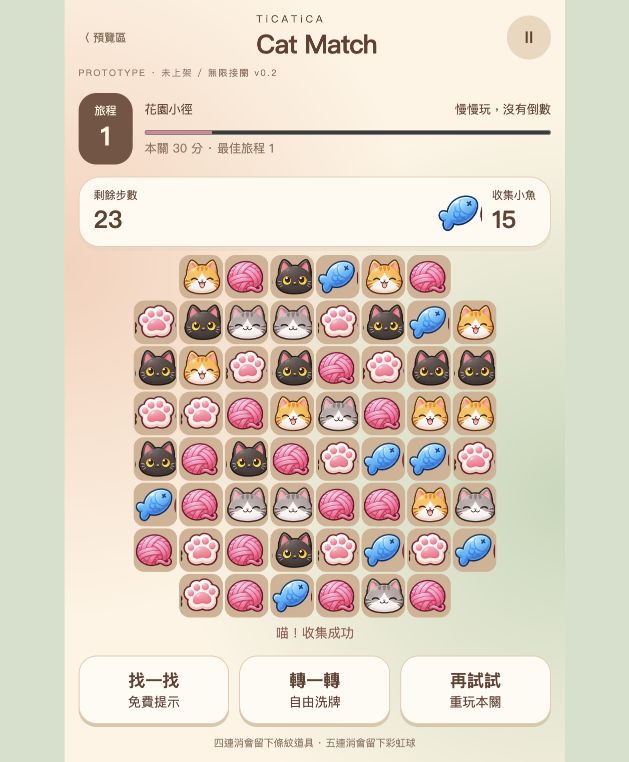 〈 預覽區
TiCATiCA
Cat Match
PROTOTYPE · 未上架 / 無限接關 v0.2
旅程
1
花園小徑
慢慢玩，沒有倒數
本關 30 分 · 最佳旅程 1
剩餘步數
23
收集小魚
15
喵！收集成功
找一找
免費提示
轉一轉
自由洗牌
再試試
重玩本關
四連消會留下條紋道具 · 五連消會留下彩虹球